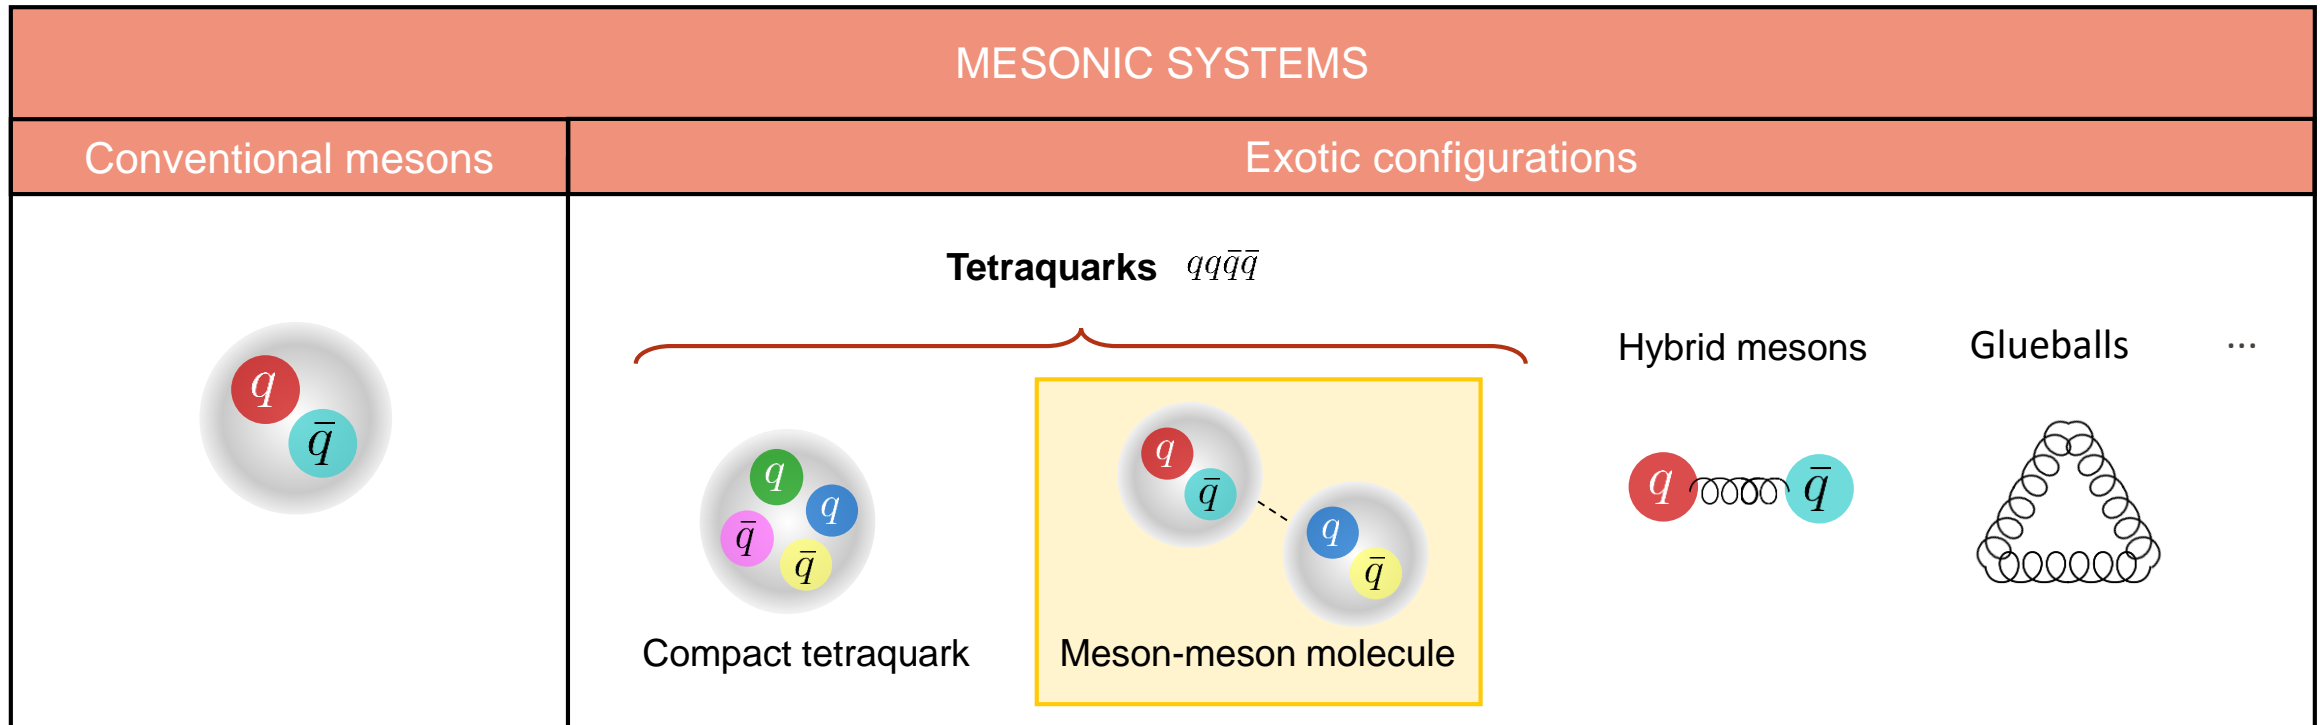 MESONIC SYSTEMS
Conventional mesons
Exotic configurations
Tetraquarks qqq̄q̄
Hybrid mesons
Glueballs
...
q
q̄
q
q
q̄
q̄
q
q̄
q
q̄
q
q̄
Compact tetraquark
Meson-meson molecule